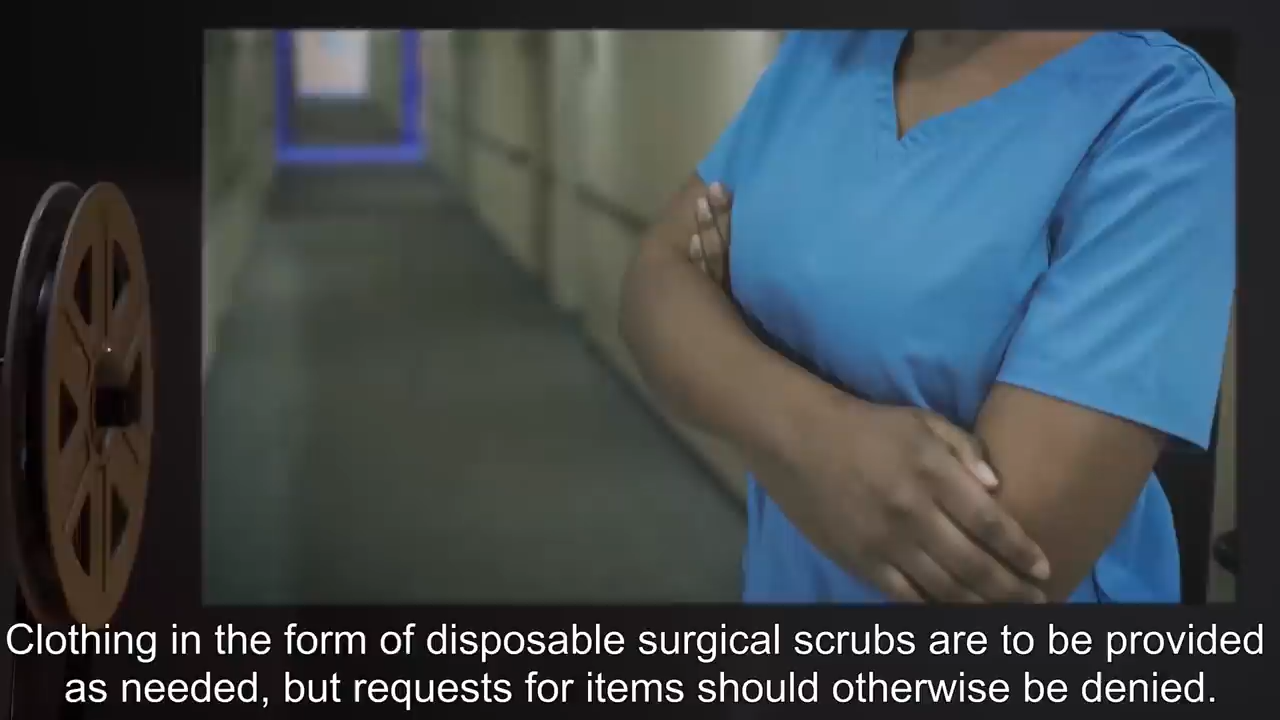 Clothing in the form of disposable surgical scrubs are to be provided
as needed, but requests for items should otherwise be denied.